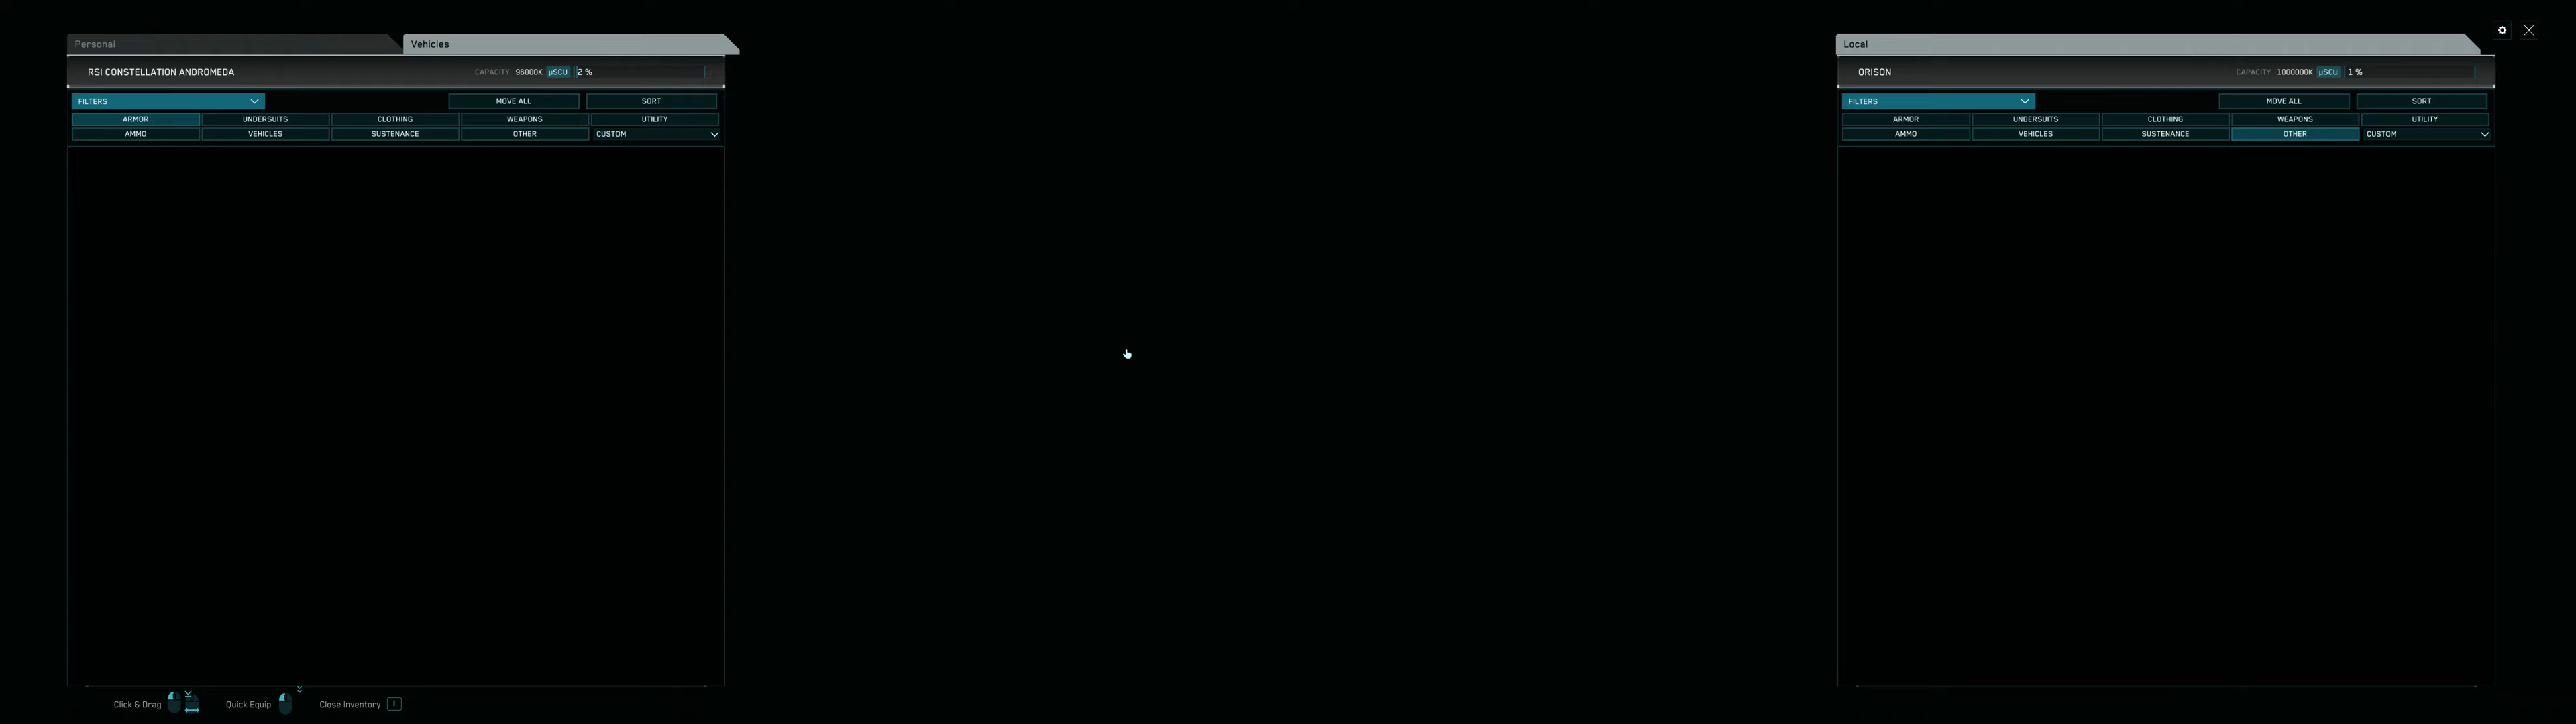 Personal
Vehicles
RSI CONSTELLATION ANDROMEDA
CAPACITY 96000K µSCU 2 %
FILTERS
MOVE ALL
SORT
ARMOR
UNDERSUITS
CLOTHING
WEAPONS
UTILITY
AMMO
VEHICLES
SUSTENANCE
OTHER
CUSTOM
Click & Drag
Quick Equip
Close Inventory I
Local
ORISON
CAPACITY 1000000K µSCU 1 %
FILTERS
MOVE ALL
SORT
ARMOR
UNDERSUITS
CLOTHING
WEAPONS
UTILITY
AMMO
VEHICLES
SUSTENANCE
OTHER
CUSTOM